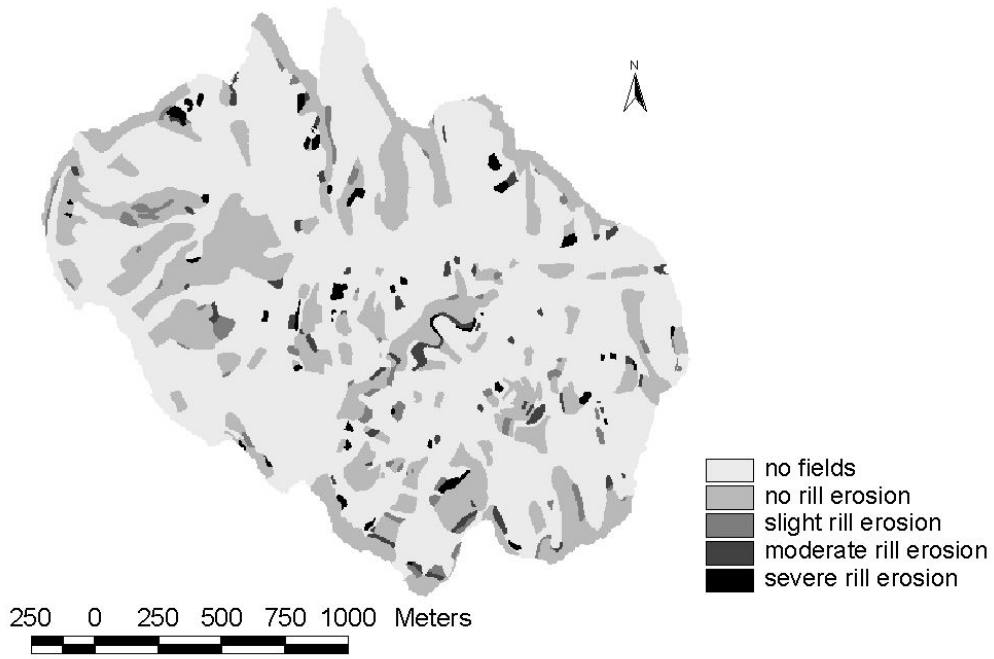 N
no fields
no rill erosion
slight rill erosion
moderate rill erosion
severe rill erosion
250 0 250 500 750 1000 Meters